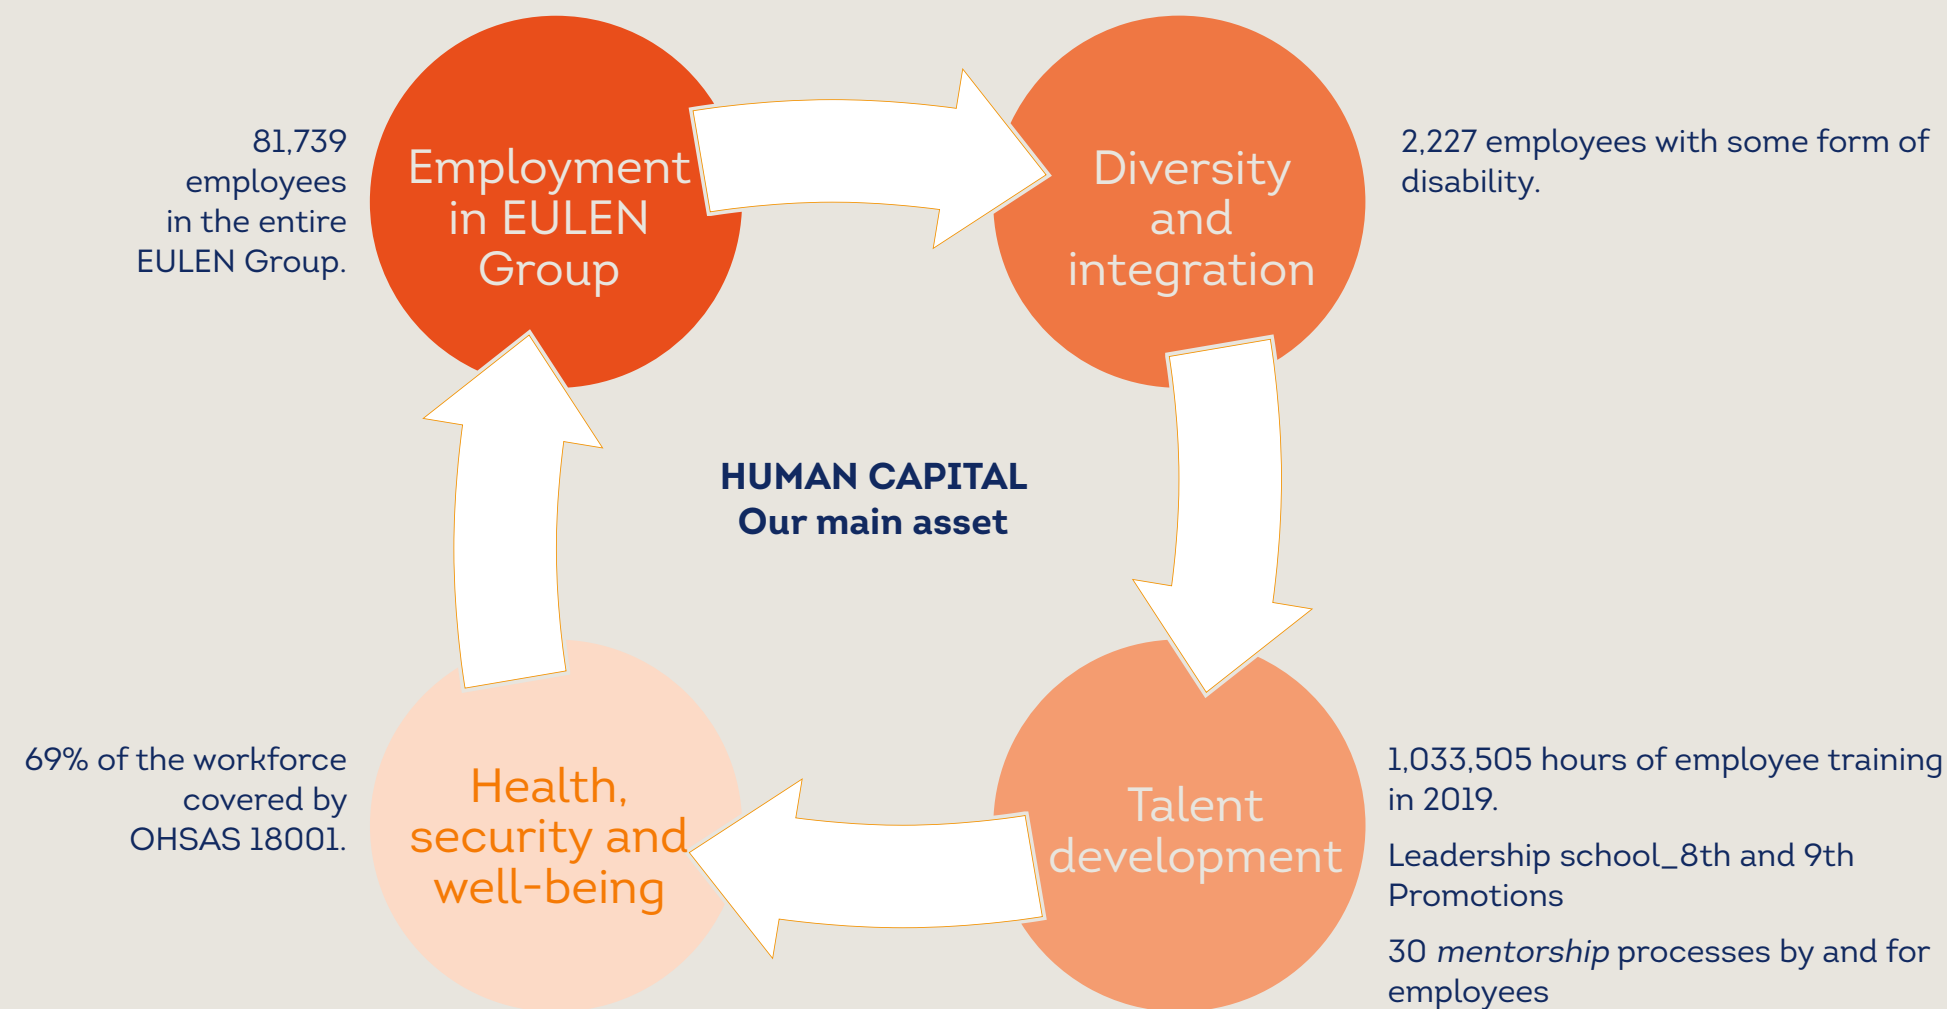 81,739
employees
in the entire
EULEN Group.
Employment
in EULEN
Group
Diversity
and
integration
2,227 employees with some form of
disability.
HUMAN CAPITAL
Our main asset
69% of the workforce
covered by
OHSAS 18001.
Health,
security and
well-being
Talent
development
1,033,505 hours of employee training
in 2019.
Leadership school_8th and 9th
Promotions
30 mentorship processes by and for
employees